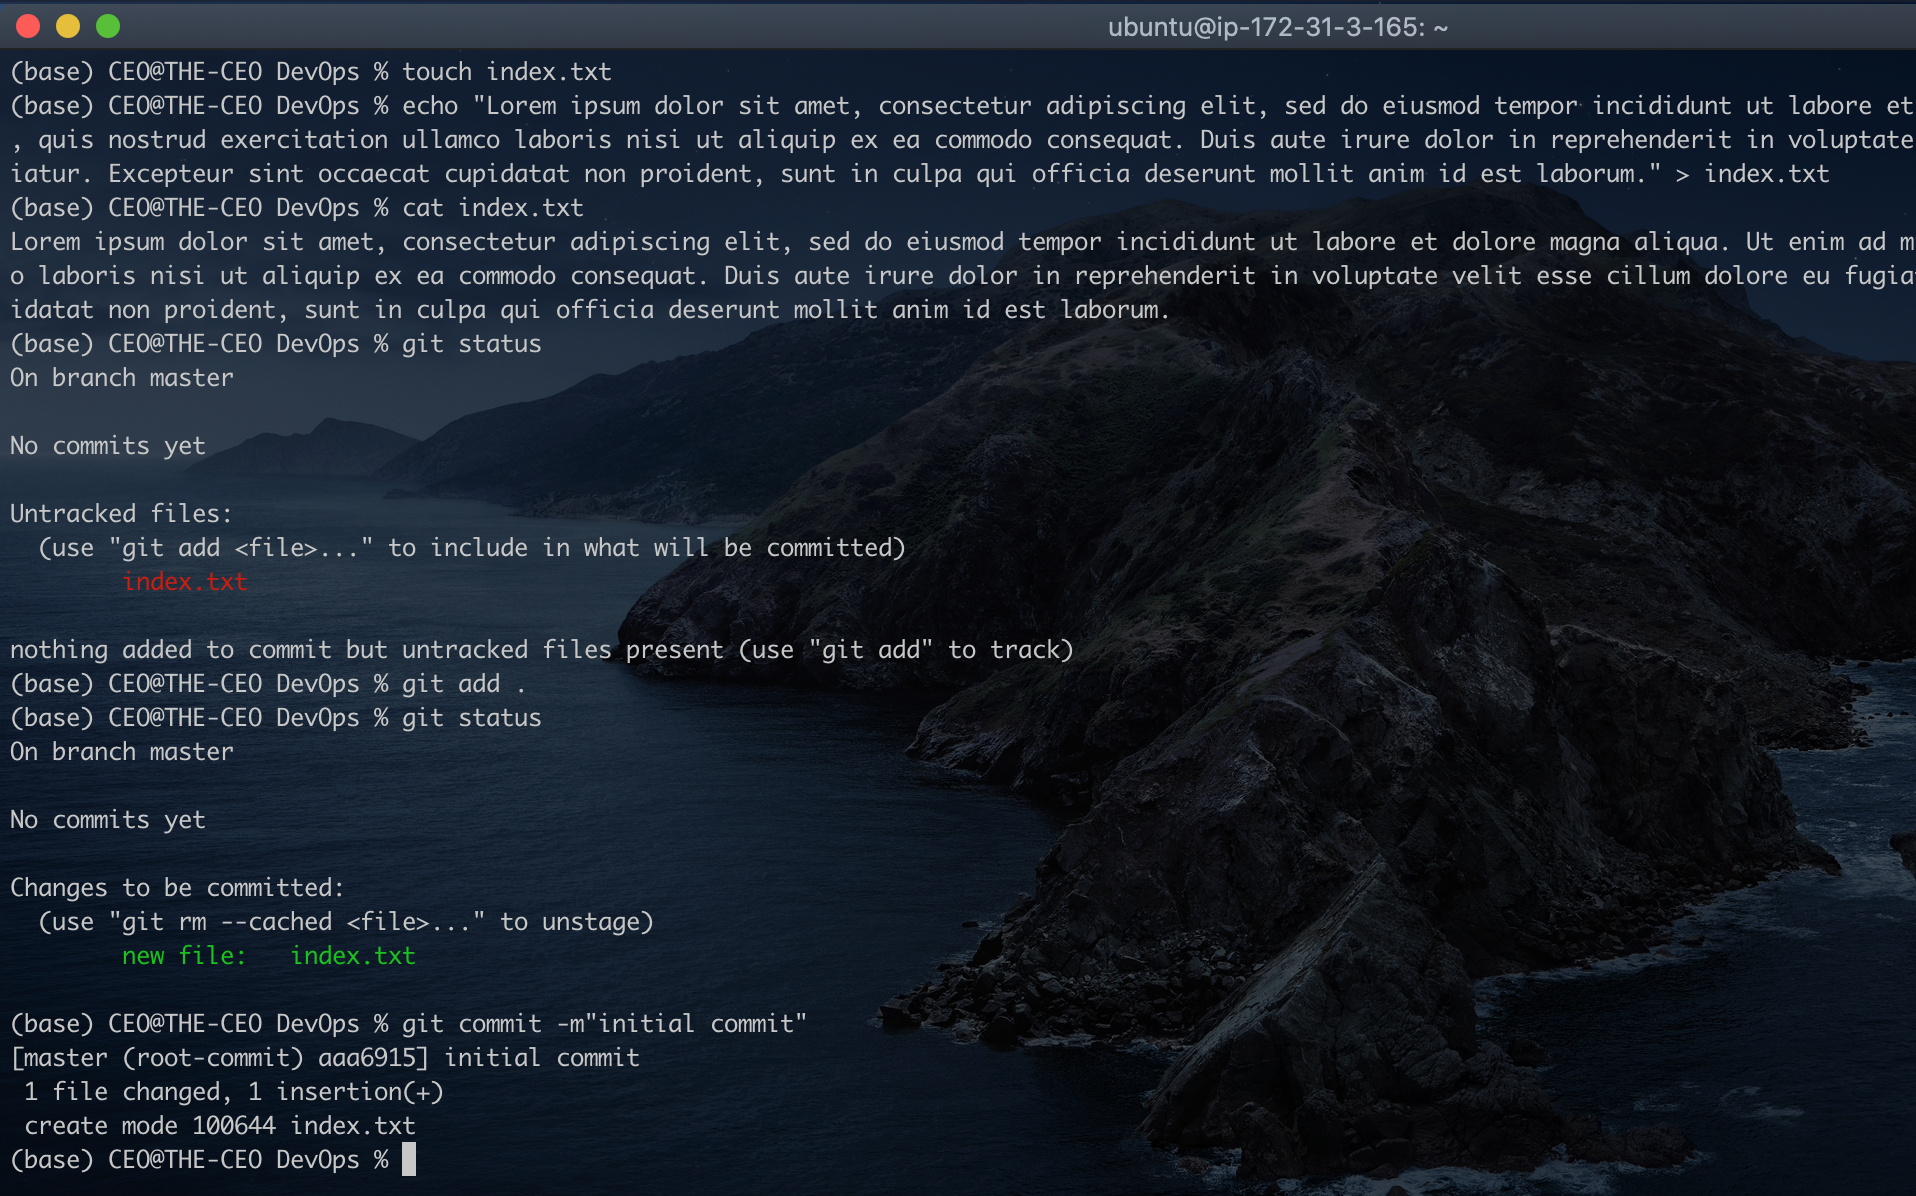 ubuntu@ip-172-31-3-165: ~
(base) CEO@THE-CEO DevOps % touch index.txt
(base) CEO@THE-CEO DevOps % echo "Lorem ipsum dolor sit amet, consectetur adipiscing elit, sed do eiusmod tempor incididunt ut labore et
, quis nostrud exercitation ullamco laboris nisi ut aliquip ex ea commodo consequat. Duis aute irure dolor in reprehenderit in voluptate
iatur. Excepteur sint occaecat cupidatat non proident, sunt in culpa qui officia deserunt mollit anim id est laborum." > index.txt
(base) CEO@THE-CEO DevOps % cat index.txt
Lorem ipsum dolor sit amet, consectetur adipiscing elit, sed do eiusmod tempor incididunt ut labore et dolore magna aliqua. Ut enim ad m
o laboris nisi ut aliquip ex ea commodo consequat. Duis aute irure dolor in reprehenderit in voluptate velit esse cillum dolore eu fugia
idatat non proident, sunt in culpa qui officia deserunt mollit anim id est laborum.
(base) CEO@THE-CEO DevOps % git status
On branch master
No commits yet
Untracked files:
  (use "git add <file>..." to include in what will be committed)
        index.txt
nothing added to commit but untracked files present (use "git add" to track)
(base) CEO@THE-CEO DevOps % git add .
(base) CEO@THE-CEO DevOps % git status
On branch master
No commits yet
Changes to be committed:
  (use "git rm --cached <file>..." to unstage)
        new file:   index.txt
(base) CEO@THE-CEO DevOps % git commit -m"initial commit"
[master (root-commit) aaa6915] initial commit
 1 file changed, 1 insertion(+)
 create mode 100644 index.txt
(base) CEO@THE-CEO DevOps %